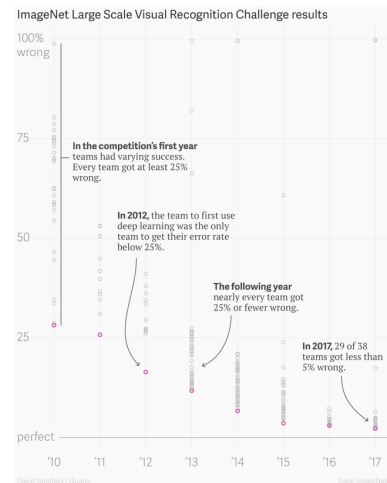 ImageNet Large Scale Visual Recognition Challenge results
100%
wrong
75
In the competition's first year
teams had varying success.
Every team got at least 25%
wrong.
In 2012, the team to first use
deep learning was the only
team to get their error rate
below 25%.
50
The following year
nearly every team got
25% or fewer wrong.
25
In 2017, 29 of 38
teams got less than
5% wrong.
perfect
'10 '11 '12 '13 '14 '15 '16 '17
David Yanofsky | Quartz Data: ImageNet